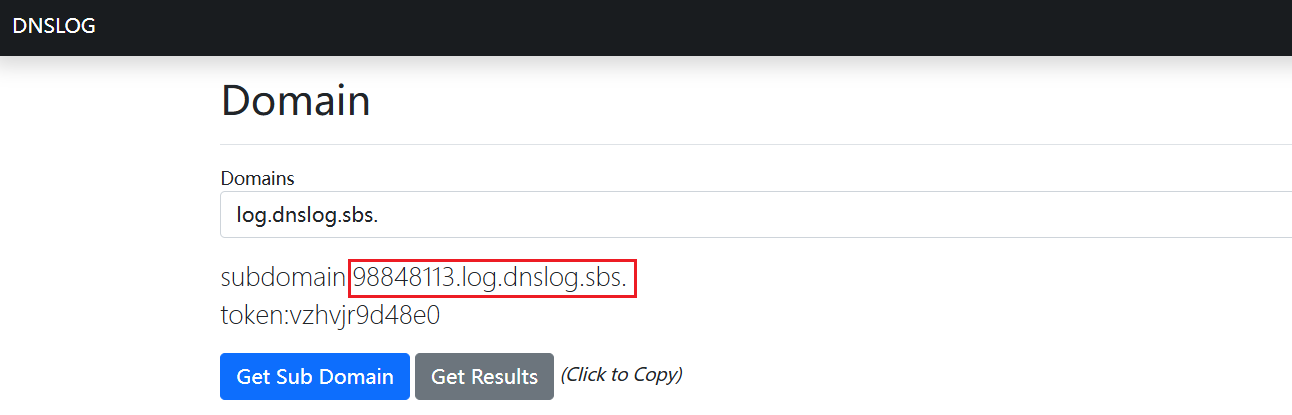 DNSLOG
Domain
Domains
log.dnslog.sbs.
subdomain:98848113.log.dnslog.sbs.
token:vzhvjr9d48e0
Get Sub Domain Get Results (Click to Copy)